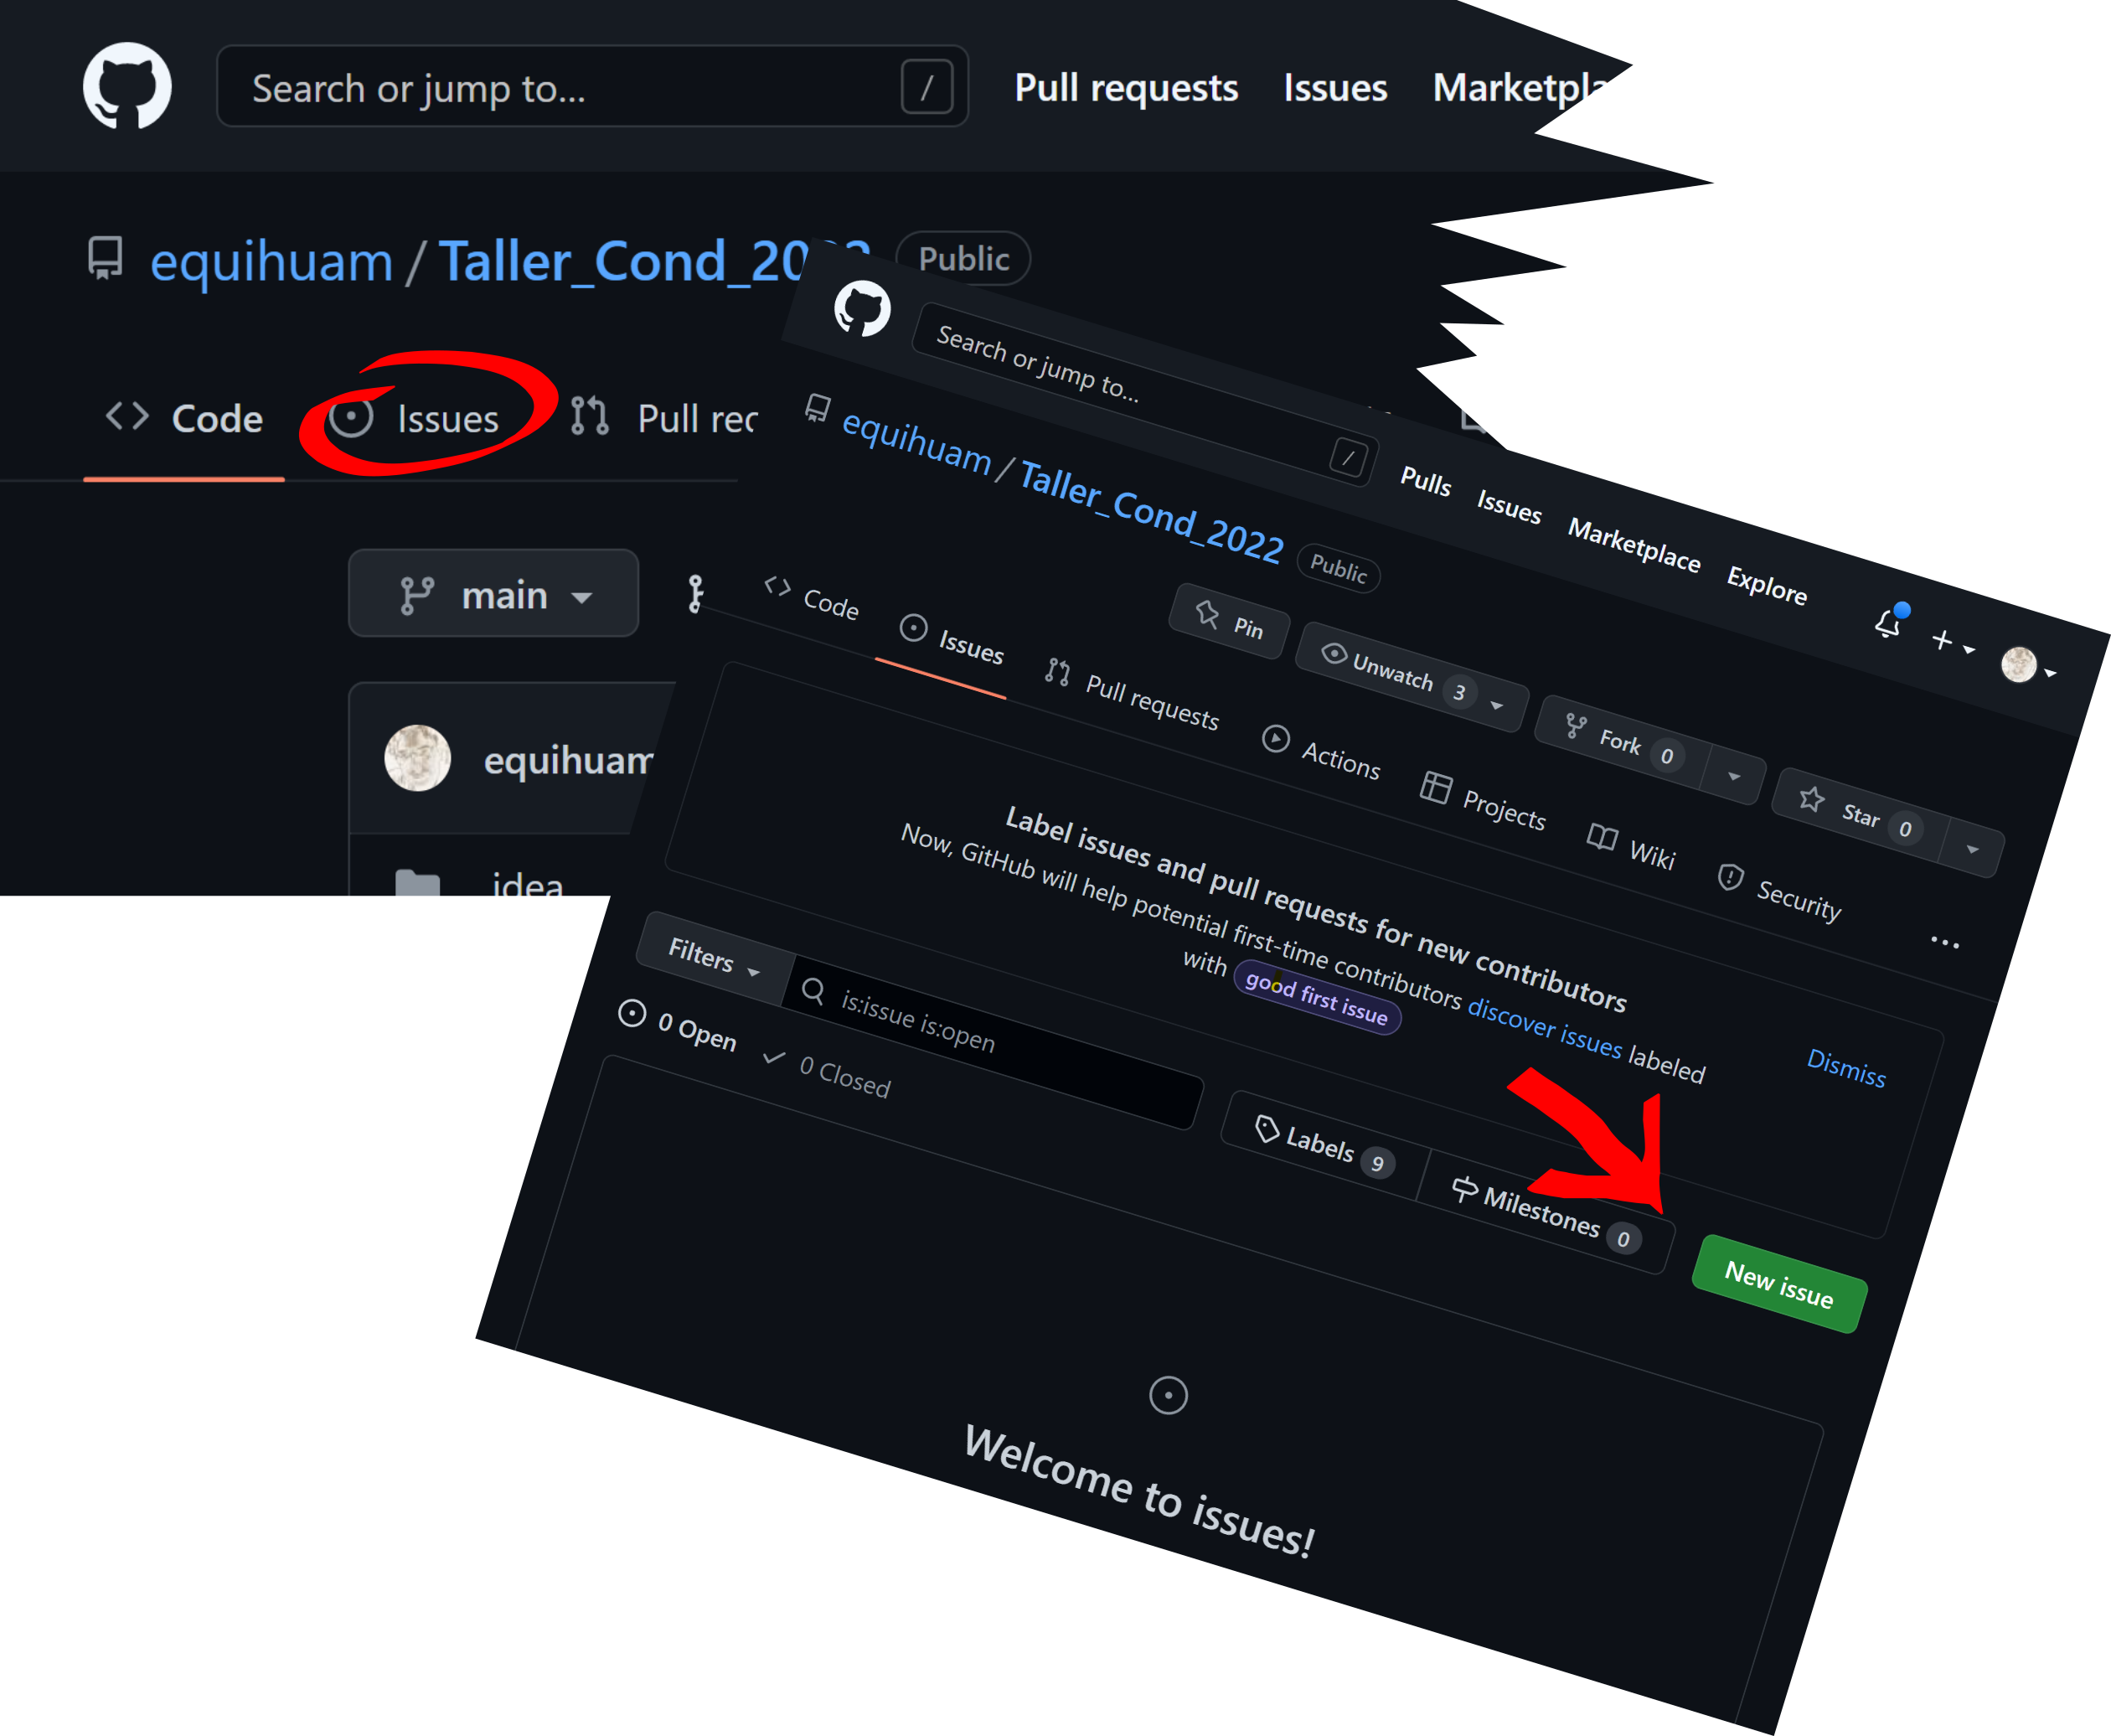 Search or jump to... /
Pull requests Issues Marketpla
equihuam / Taller_Cond_20 Public
Code Issues Pull rec
main
equihuam
idea
Search or jump to... /
Pulls Issues Marketplace Explore
equihuam / Taller_Cond_2022 Public
Pin Unwatch 3 Fork 0 Star 0
Code Issues Pull requests Actions Projects Wiki Security ...
Label issues and pull requests for new contributors
Now, GitHub will help potential first-time contributors discover issues labeled
with good first issue
Dismiss
Filters is:issue is:open
Labels 9 Milestones 0
New issue
0 Open 0 Closed
Welcome to issues!